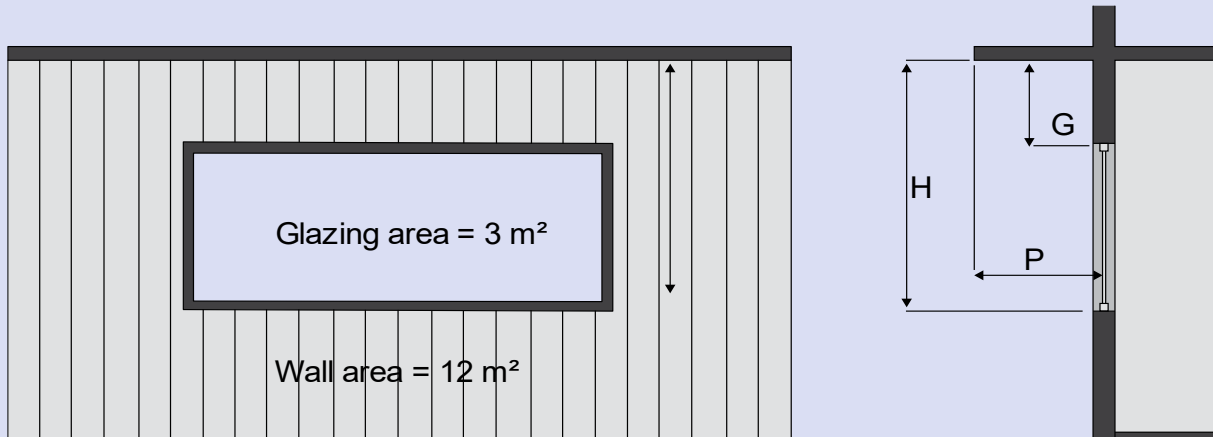 Glazing area = 3 m²
Wall area = 12 m²
G
H
P